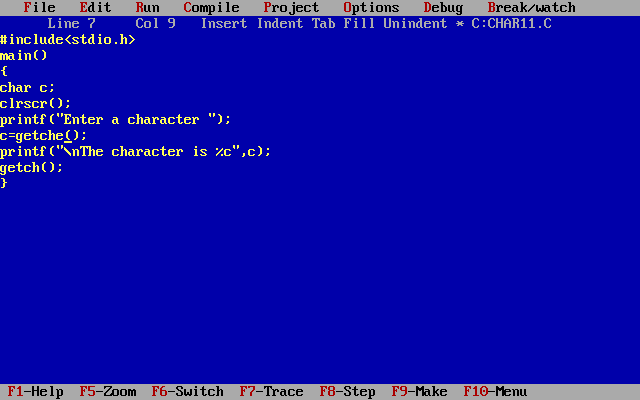 File Edit Run Compile Project Options Debug Break/watch
Line 7 Col 9 Insert Indent Tab Fill Unindent * C:CHAR11.C
#include<stdio.h>
main()
{
char c;
clrscr();
printf("Enter a character ");
c=getche();
printf("\nThe character is %c",c);
getch();
}
F1-Help F5-Zoom F6-Switch F7-Trace F8-Step F9-Make F10-Menu